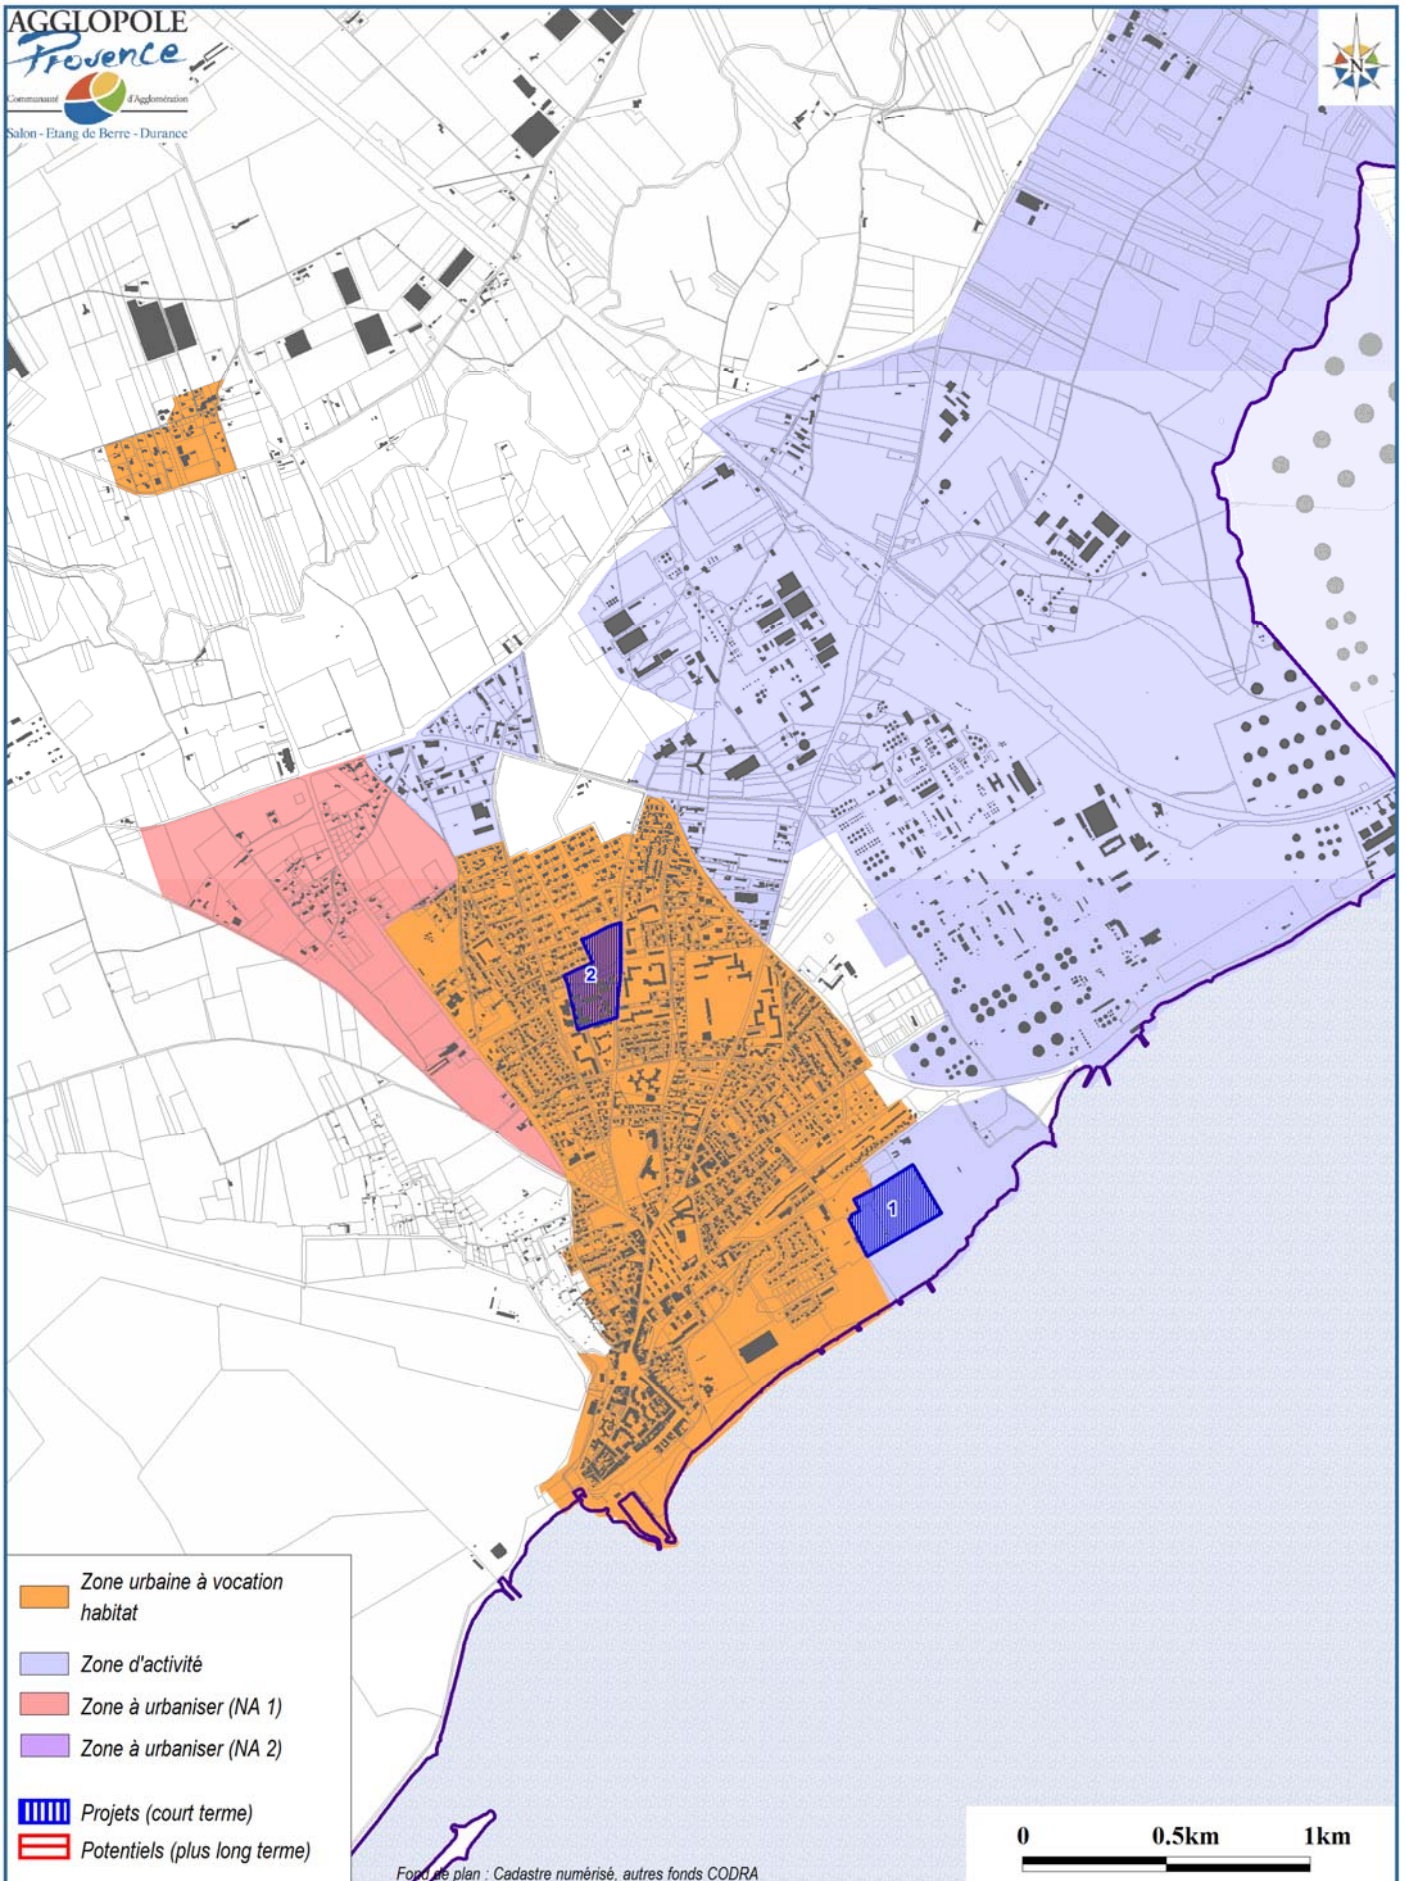 AGGLOPOLE
Provence
Communauté d'Agglomération
Salon - Etang de Berre - Durance
N
2
1
Zone urbaine à vocation
habitat
Zone d'activité
Zone à urbaniser (NA 1)
Zone à urbaniser (NA 2)
Projets (court terme)
Potentiels (plus long terme)
Fond de plan : Cadastre numérisé, autres fonds CODRA
0 0.5km 1km